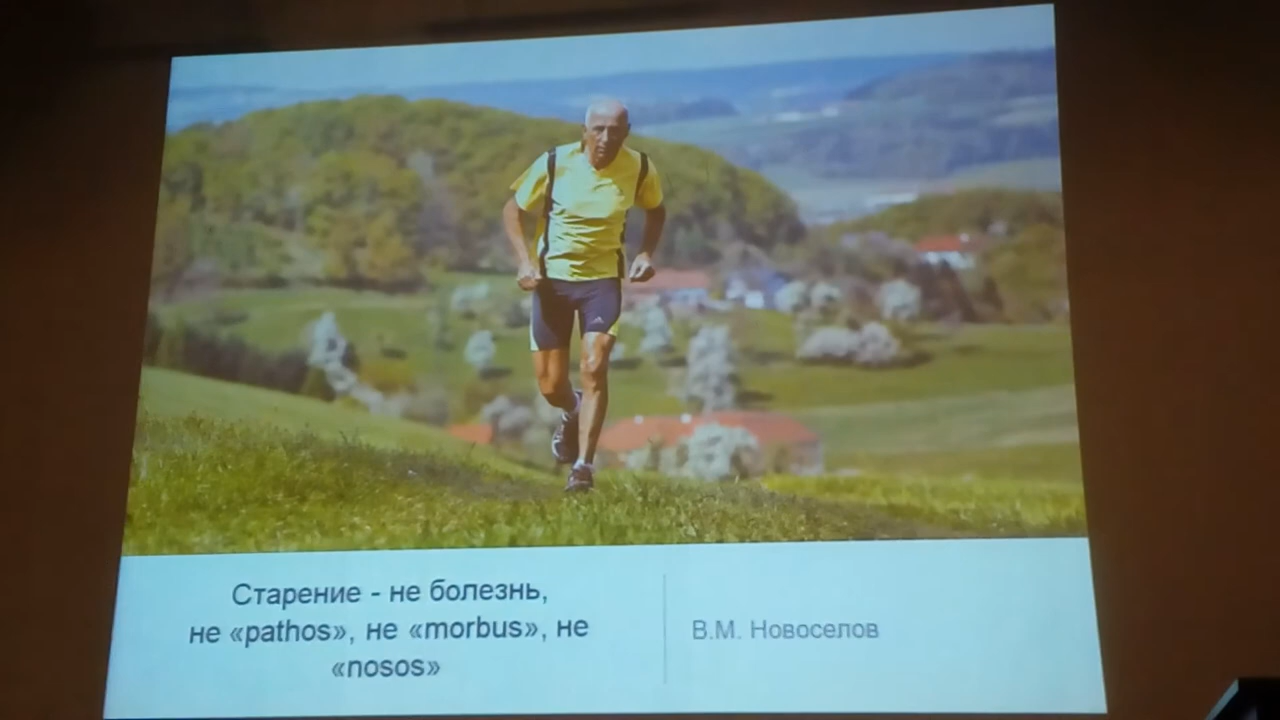 Старение - не болезнь,
не «pathos», не «morbus», не
«nosos»
В.М. Новоселов